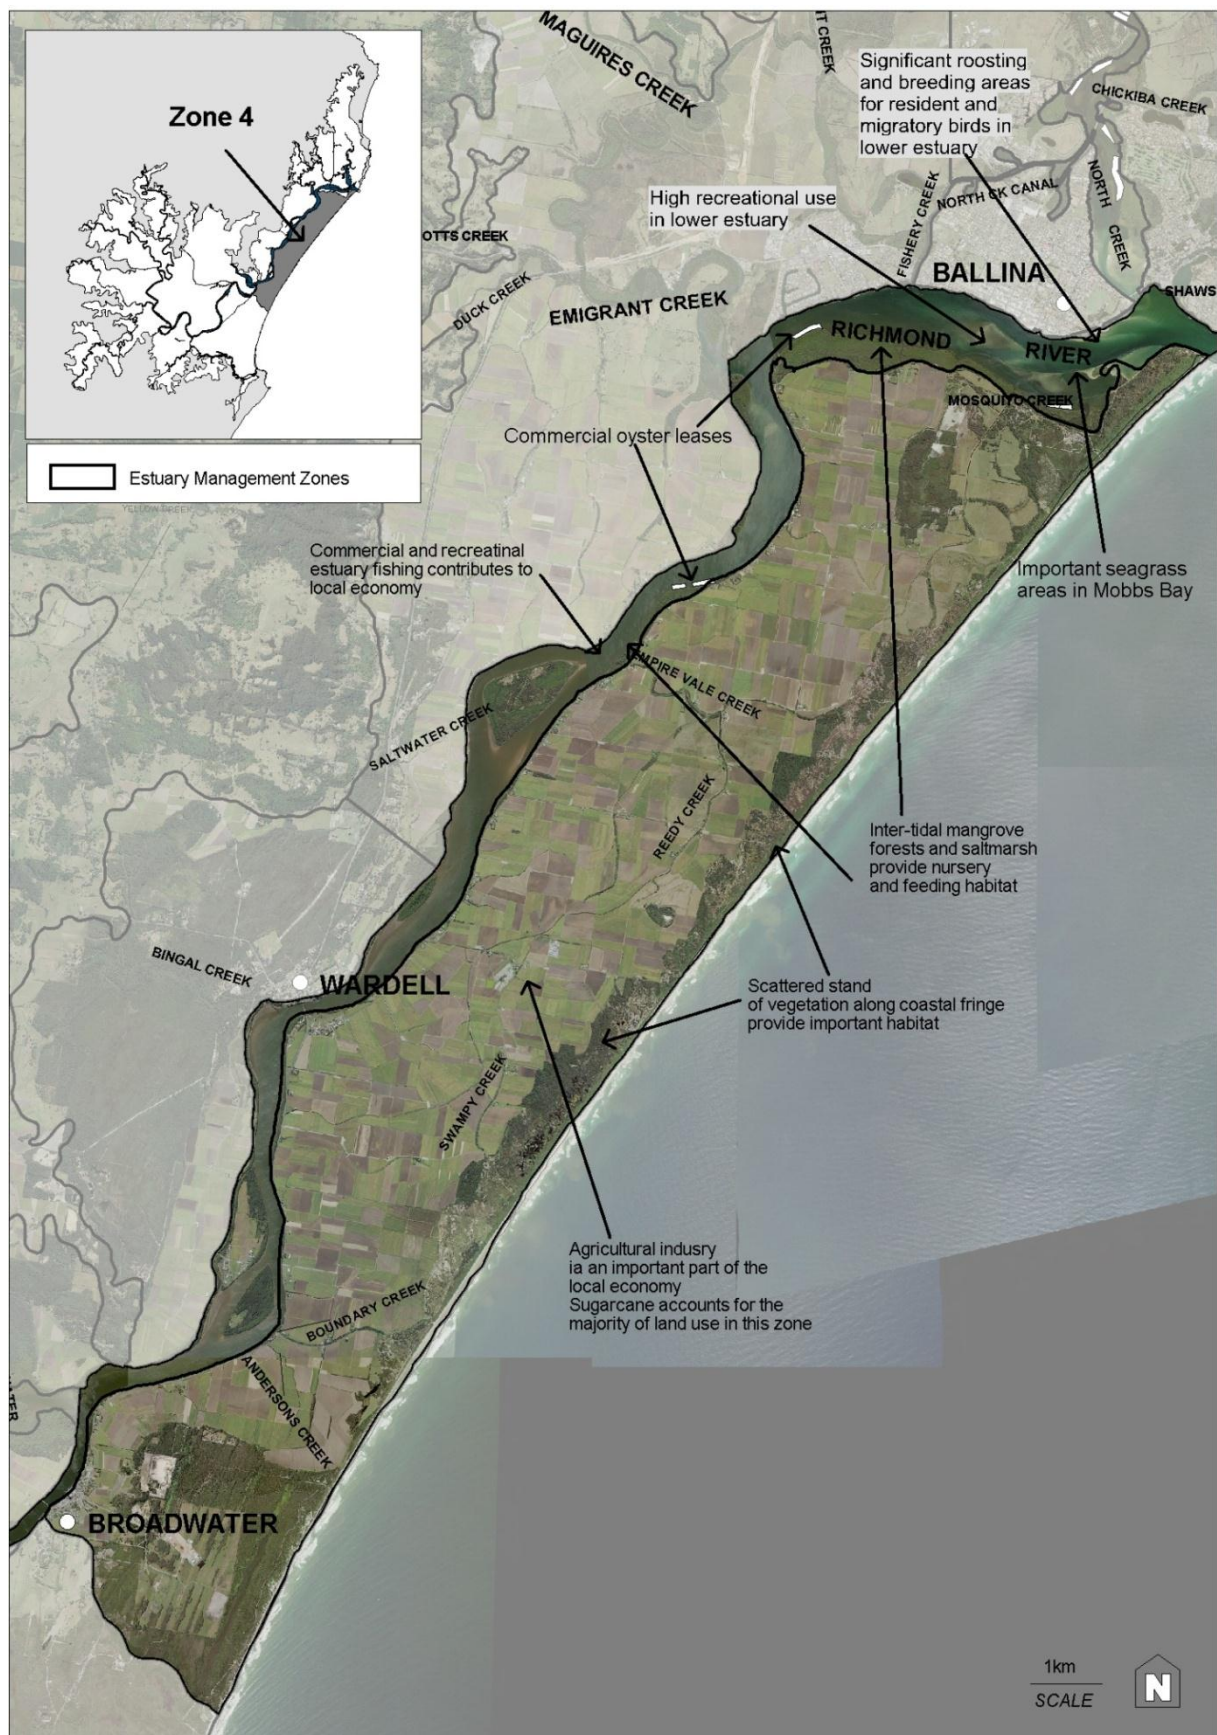 Zone 4
Estuary Management Zones
MAGUIRES CREEK
Significant roosting
and breeding areas
for resident and
migratory birds in
lower estuary
CHICKIBA CREEK
High recreational use
in lower estuary
FISHERY CREEK
NORTH CK CANAL
NORTH
CREEK
OTTS CREEK
DUCK CREEK
EMIGRANT CREEK
BALLINA
SHAWS
RICHMOND
RIVER
MOSQUITO CREEK
Commercial oyster leases
YELLOW CREEK
Commercial and recreatinal
estuary fishing contributes to
local economy
Important seagrass
areas in Mobbs Bay
EMPIRE VALE CREEK
SALTWATER CREEK
REEDY CREEK
Inter-tidal mangrove
forests and saltmarsh
provide nursery
and feeding habitat
BINGAL CREEK
WARDELL
Scattered stand
of vegetation along coastal fringe
provide important habitat
SWAMPY CREEK
Agricultural indusry
ia an important part of the
local economy
Sugarcane accounts for the
majority of land use in this zone
BOUNDARY CREEK
ANDERSONS CREEK
BROADWATER
1km
SCALE
N